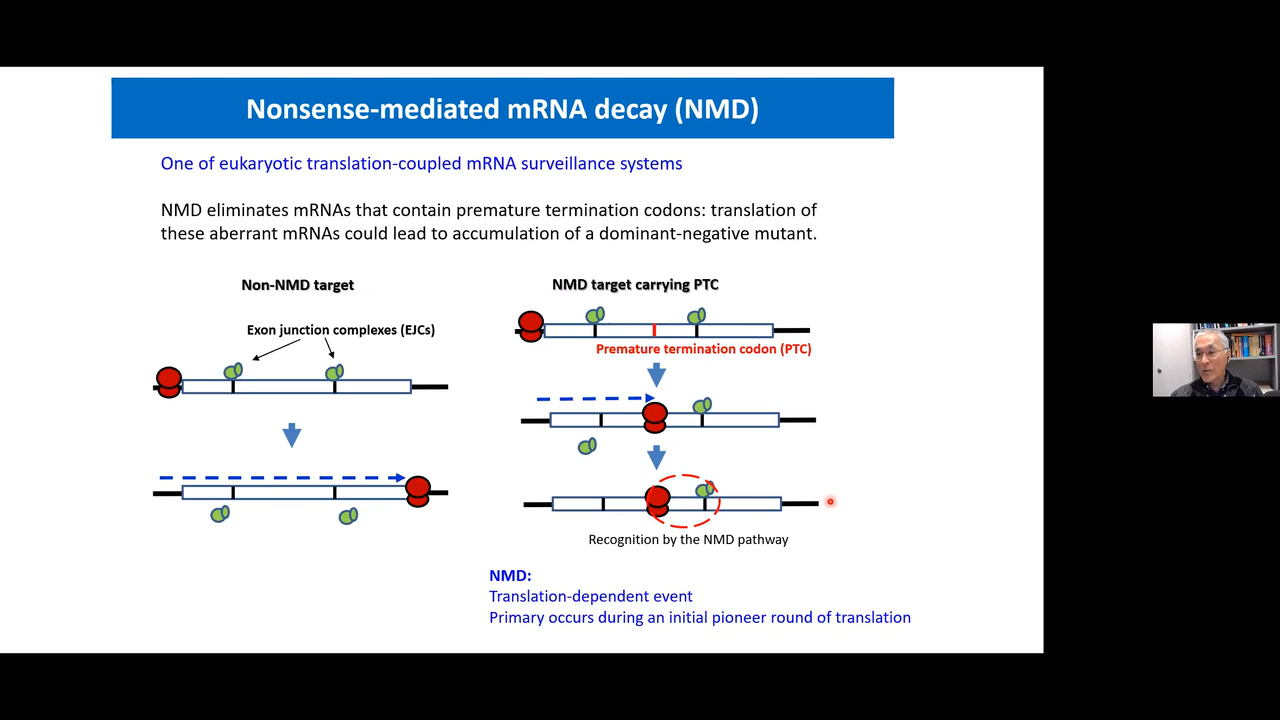 Nonsense-mediated mRNA decay (NMD)
One of eukaryotic translation-coupled mRNA surveillance systems
NMD eliminates mRNAs that contain premature termination codons: translation of
these aberrant mRNAs could lead to accumulation of a dominant-negative mutant.
Non-NMD target
Exon junction complexes (EJCs)
NMD target carrying PTC
Premature termination codon (PTC)
Recognition by the NMD pathway
NMD:
Translation-dependent event
Primary occurs during an initial pioneer round of translation